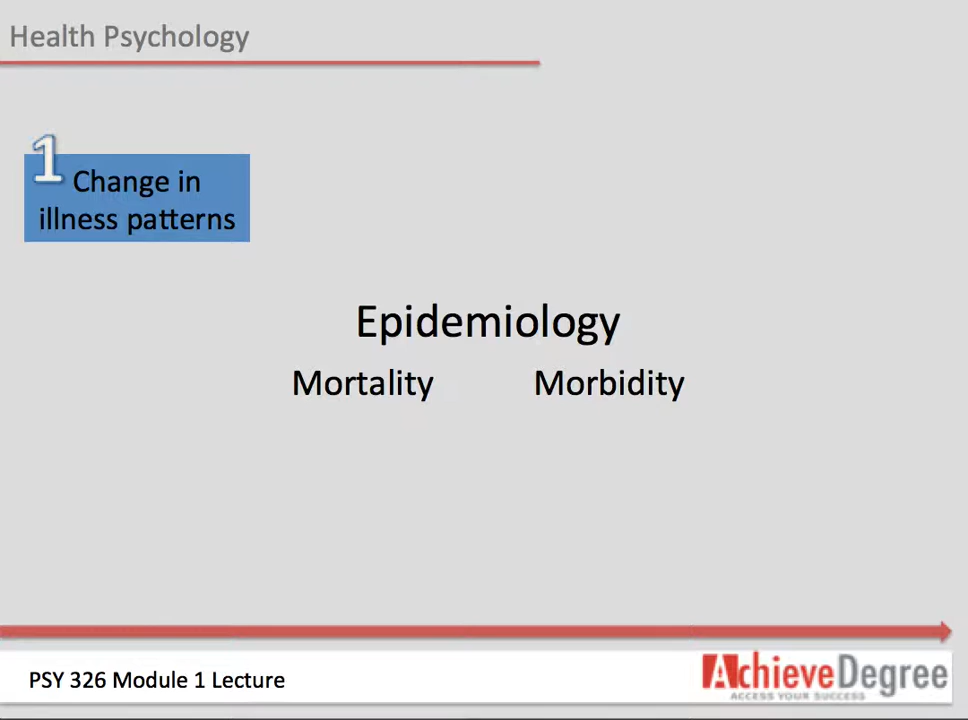 Health Psychology
1
Change in
illness patterns
Epidemiology
Mortality Morbidity
PSY 326 Module 1 Lecture
AchieveDegree
ACCESS YOUR SUCCESS